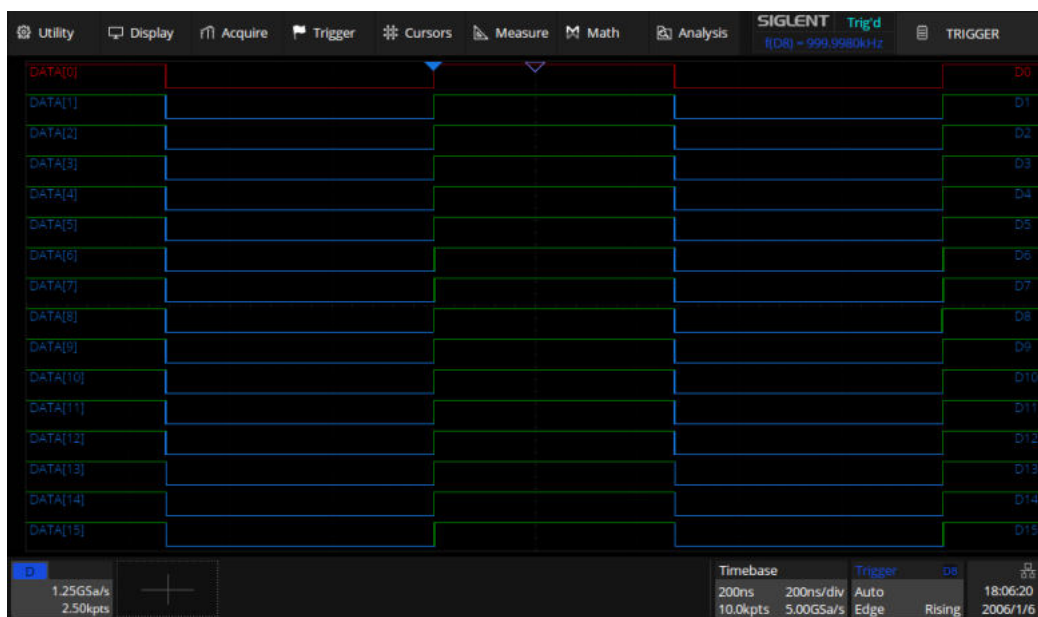 Utility Display Acquire Trigger Cursors Measure Math Analysis SIGLENT Trig'd TRIGGER
f(D8) = 999.9980kHz
DATA[0] D0
DATA[1] D1
DATA[2] D2
DATA[3] D3
DATA[4] D4
DATA[5] D5
DATA[6] D6
DATA[7] D7
DATA[8] D8
DATA[9] D9
DATA[10] D10
DATA[11] D11
DATA[12] D12
DATA[13] D13
DATA[14] D14
DATA[15] D15
D Timebase Trigger D8
1.25GSa/s 200ns 200ns/div Auto 18:06:20
2.50kpts 10.0kpts 5.00GSa/s Edge Rising 2006/1/6